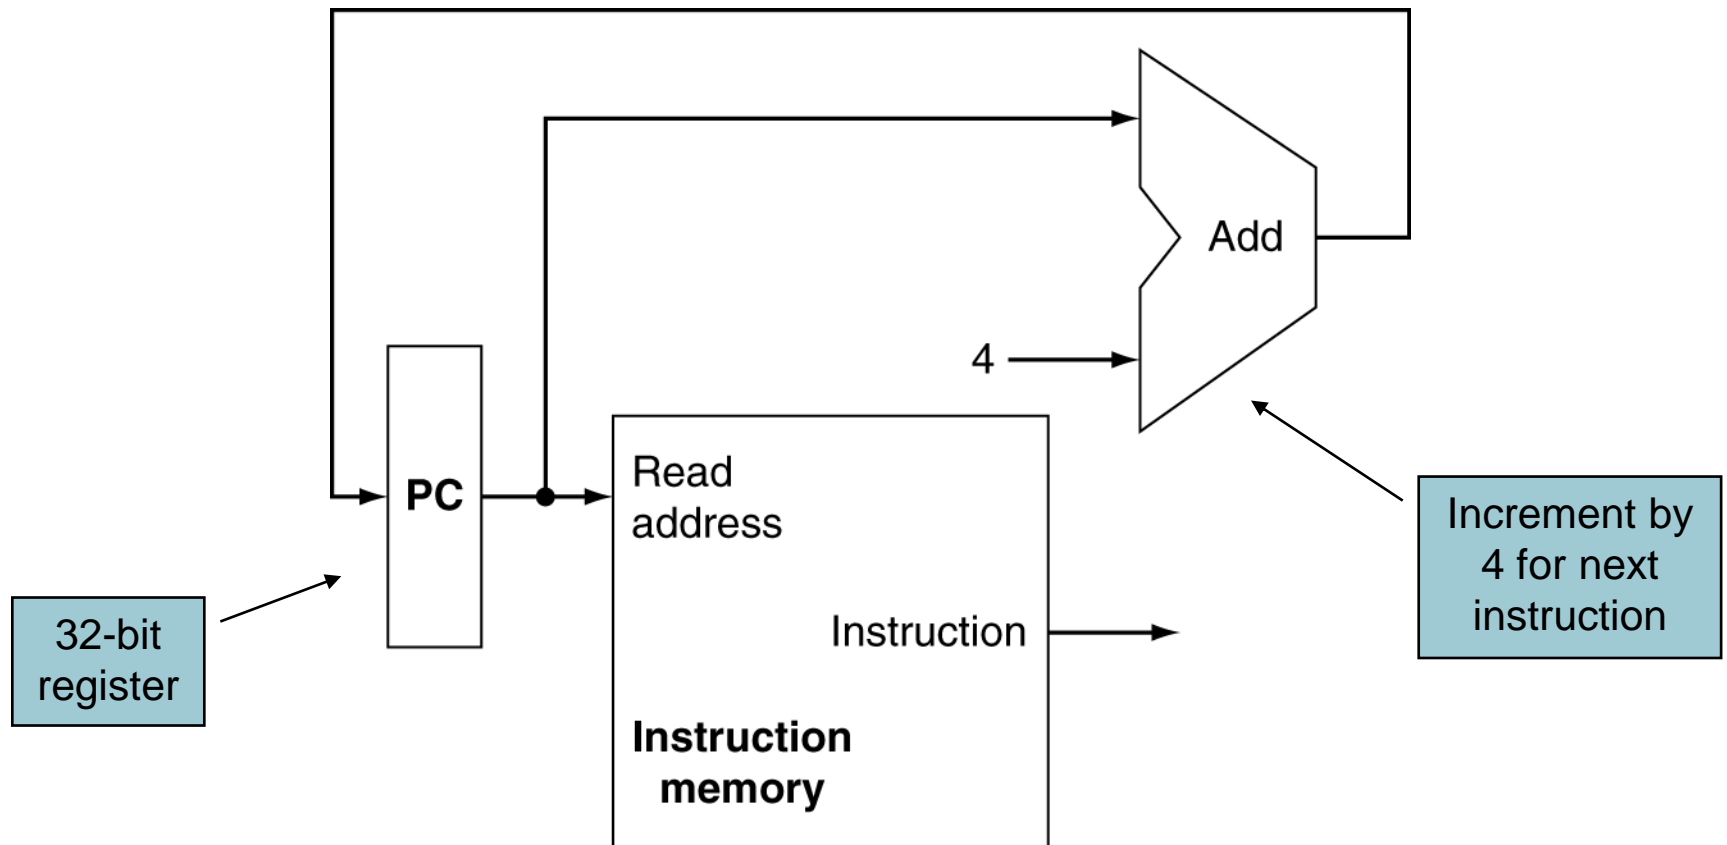 Add
4
PC
Read
address
Instruction
Instruction
memory
32-bit
register
Increment by
4 for next
instruction